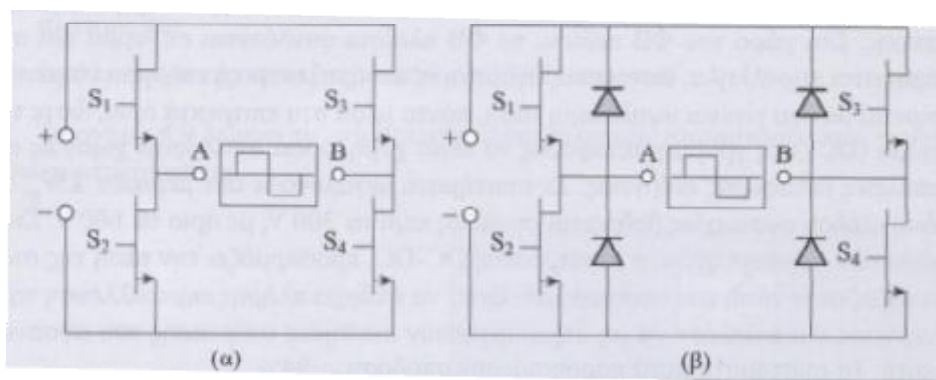 S1 S3 S1 S3
+ A B + A B
− −
S2 S4 S2 S4
(α) (β)